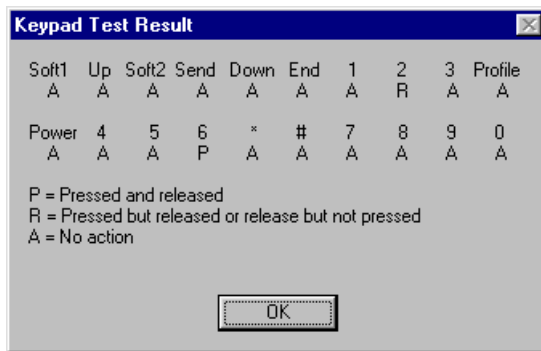 Keypad Test Result
Soft1 Up Soft2 Send Down End 1 2 3 Profile
A A A A A A A R A A
Power 4 5 6 * # 7 8 9 0
A A A P A A A A A A
P = Pressed and released
R = Pressed but released or release but not pressed
A = No action
OK